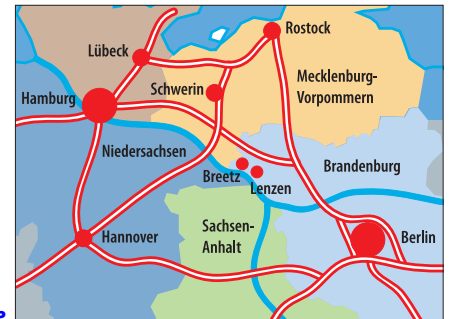 Rostock
Lübeck
Mecklenburg-
Vorpommern
Schwerin
Hamburg
Niedersachsen
Brandenburg
Breetz
Lenzen
Sachsen-
Anhalt
Hannover
Berlin